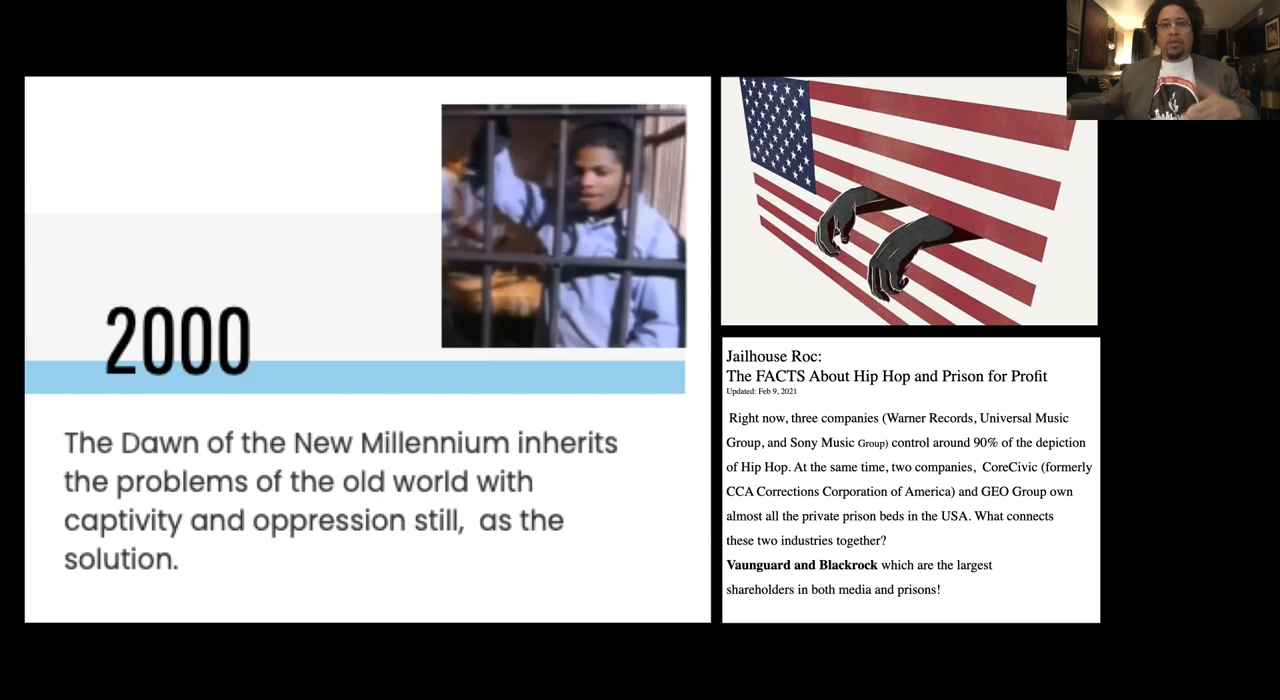 2000
The Dawn of the New Millennium inherits
the problems of the old world with
captivity and oppression still,  as the
solution.
Jailhouse Roc:
The FACTS About Hip Hop and Prison for Profit
Updated: Feb 9, 2021
Right now, three companies (Warner Records, Universal Music
Group, and Sony Music Group) control around 90% of the depiction
of Hip Hop. At the same time, two companies,  CoreCivic (formerly
CCA Corrections Corporation of America) and GEO Group own
almost all the private prison beds in the USA. What connects
these two industries together?
Vaunguard and Blackrock which are the largest
shareholders in both media and prisons!